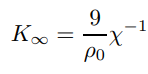 K∞ = 9/ρ₀ χ⁻¹